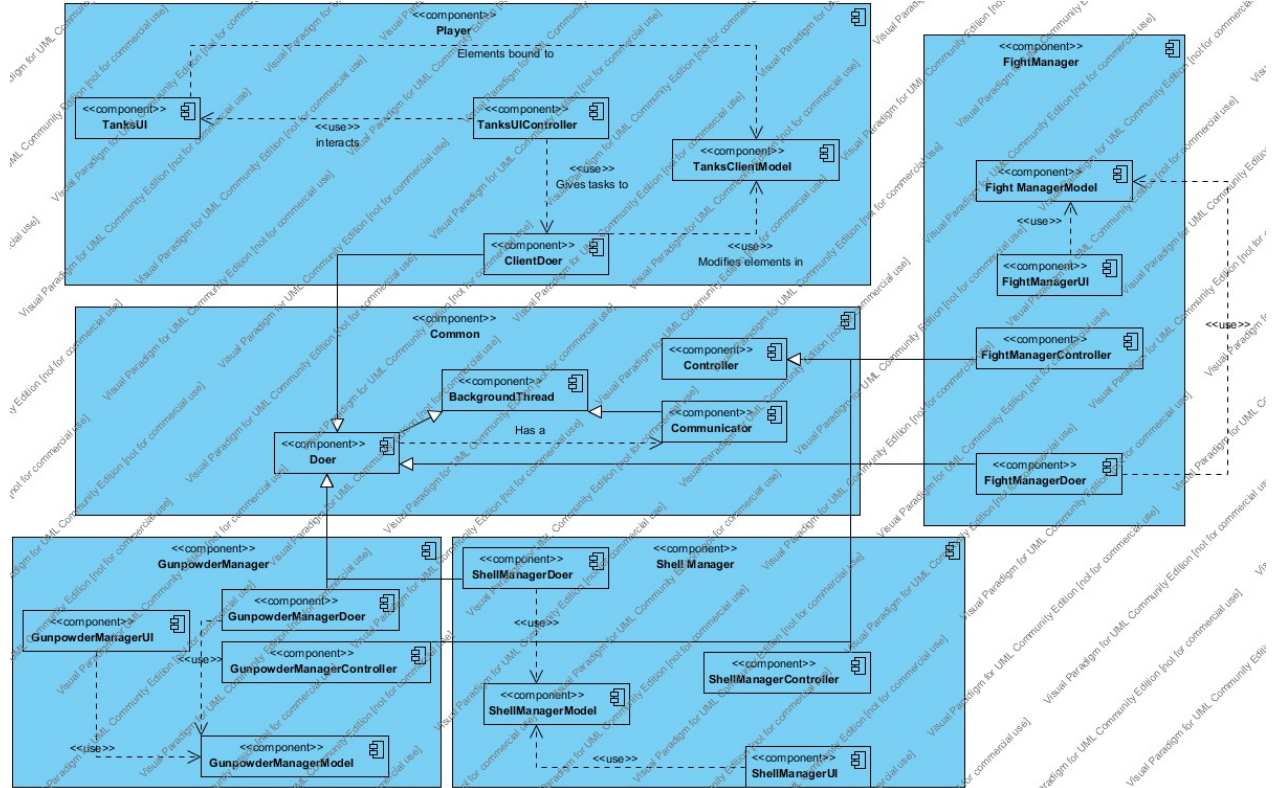 <<component>>
Player
Elements bound to
<<component>>
TanksUI
<<use>>
interacts
<<component>>
TanksUIController
<<component>>
TanksClientModel
<<use>>
Gives tasks to
<<component>>
ClientDoer
<<use>>
Modifies elements in
<<component>>
FightManager
<<component>>
Fight ManagerModel
<<use>>
<<component>>
FightManagerUI
<<use>>
<<component>>
FightManagerController
<<component>>
FightManagerDoer
<<component>>
Common
<<component>>
Controller
<<component>>
BackgroundThread
<<component>>
Communicator
Has a
<<component>>
Doer
<<component>>
GunpowderManager
<<component>>
GunpowderManagerDoer
<<component>>
GunpowderManagerUI
<<use>>
<<component>>
GunpowderManagerController
<<use>>
<<component>>
GunpowderManagerModel
<<component>>
Shell Manager
<<component>>
ShellManagerDoer
<<use>>
<<component>>
ShellManagerController
<<component>>
ShellManagerModel
<<use>>
<<component>>
ShellManagerUI
Visual Paradigm for UML Community Edition [not for commercial use]